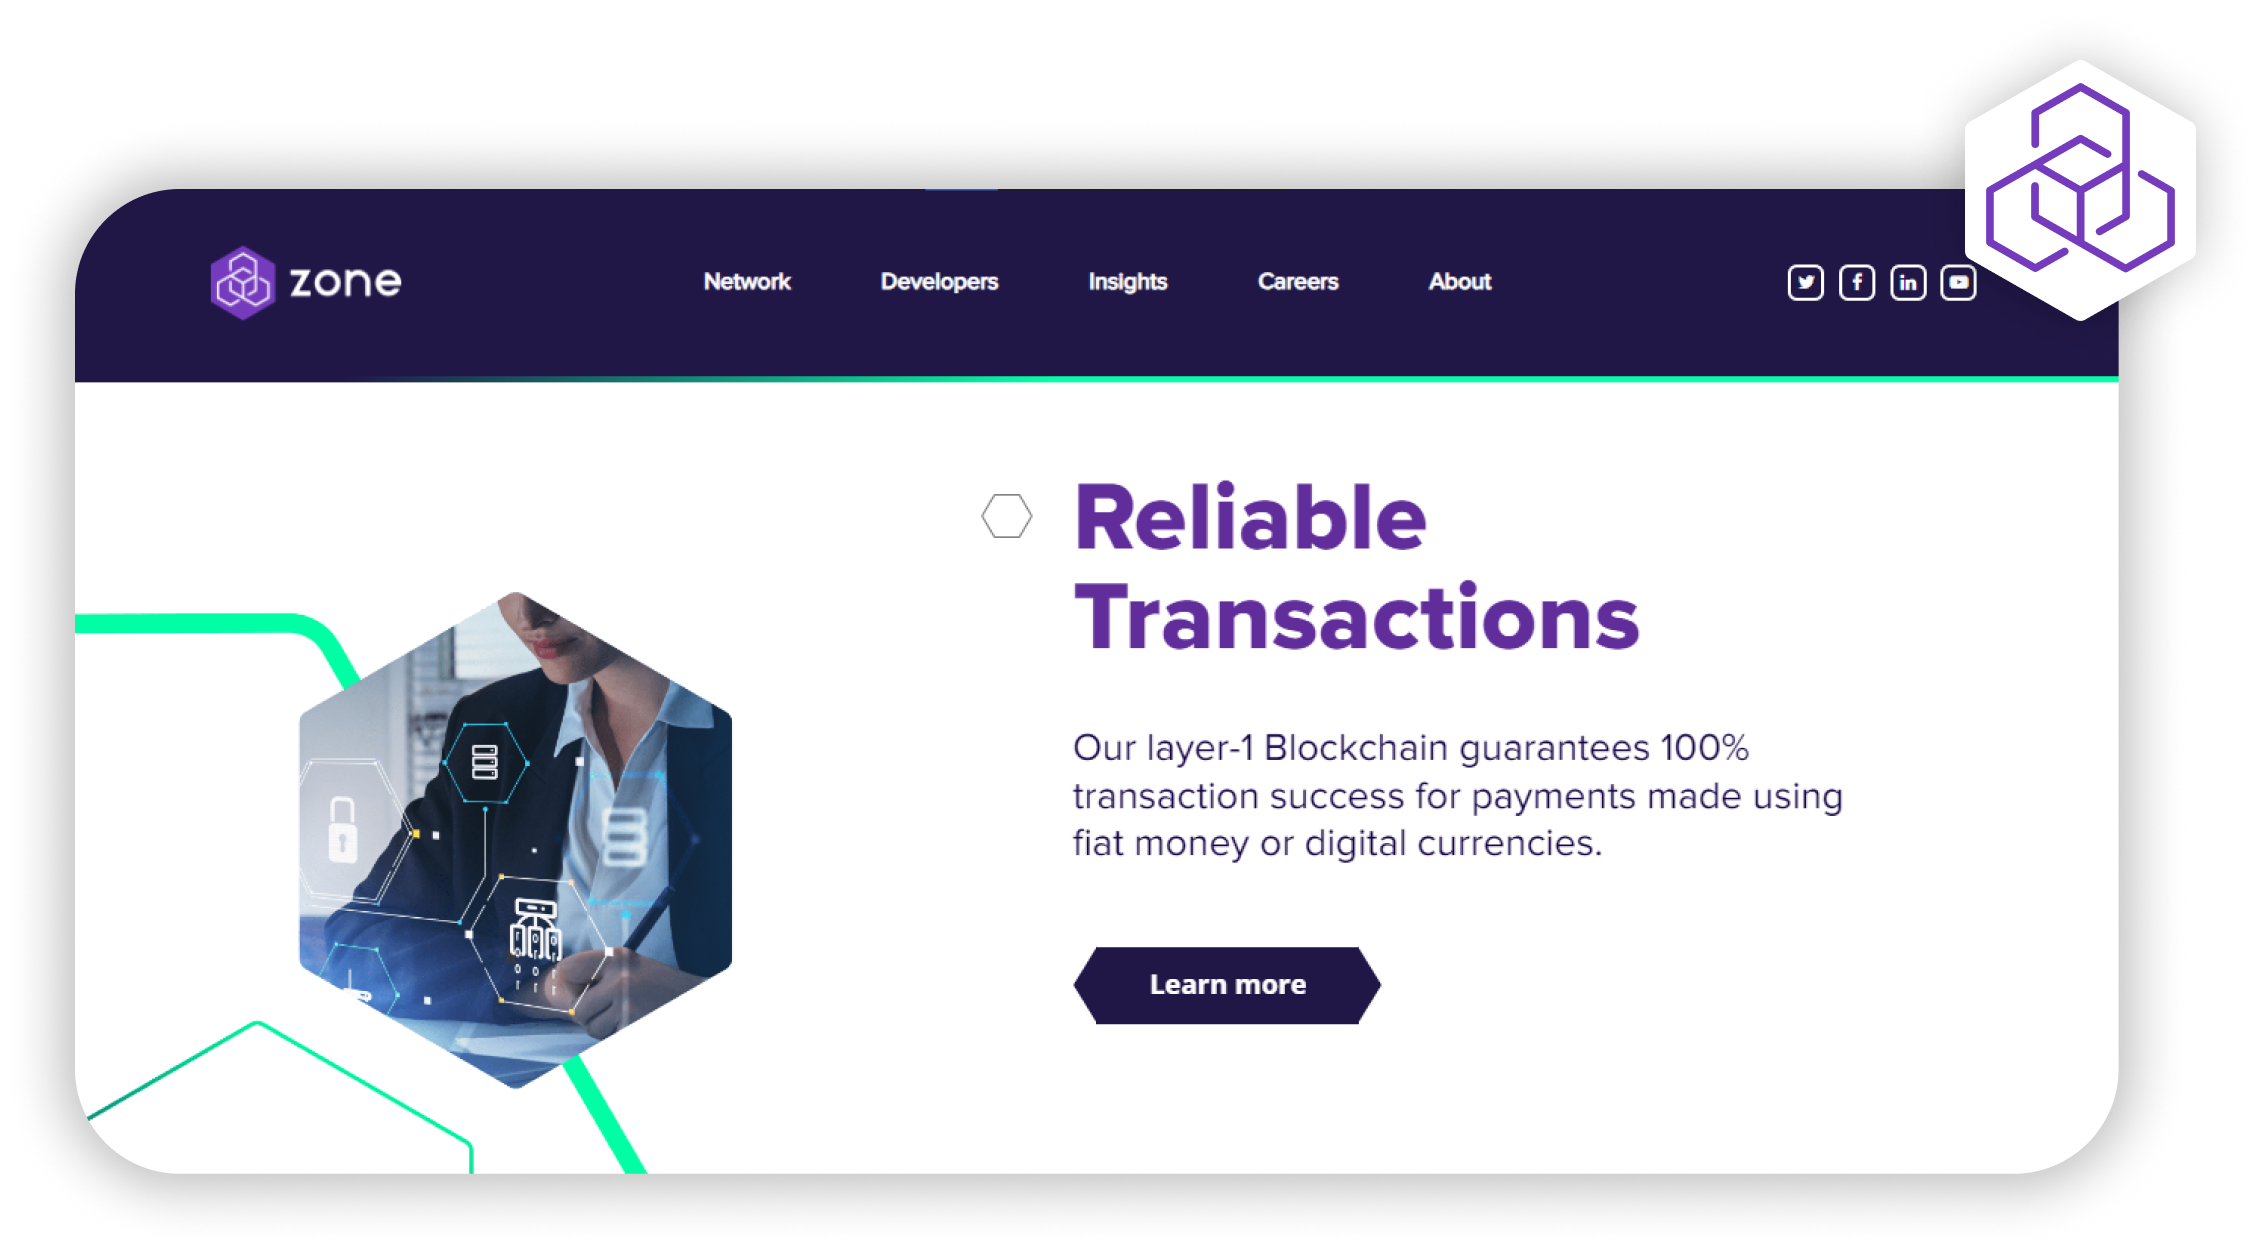 zone
Network
Developers
Insights
Careers
About
Reliable
Transactions
Our layer-1 Blockchain guarantees 100%
transaction success for payments made using
fiat money or digital currencies.
Learn more